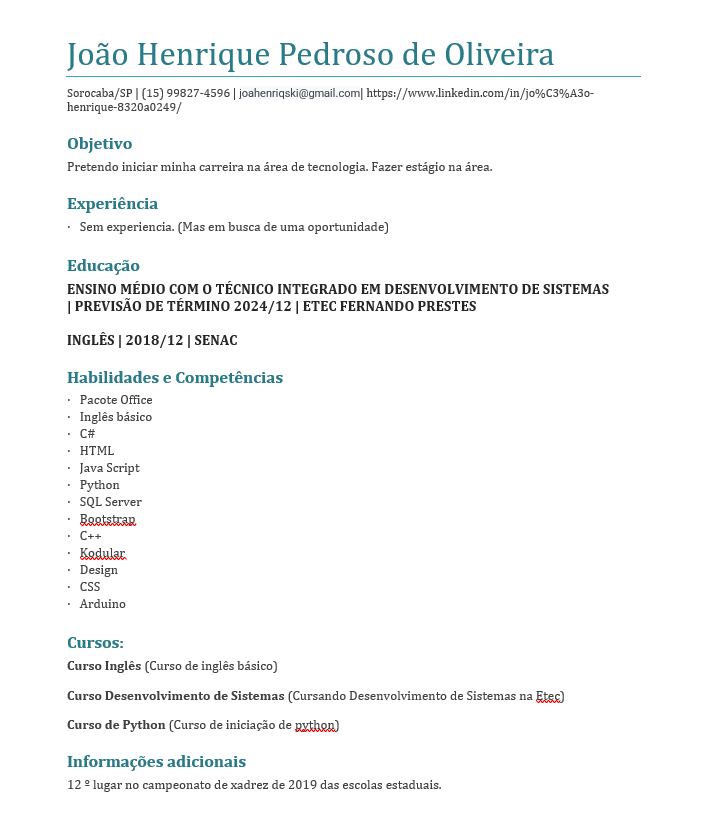 João Henrique Pedroso de Oliveira
Sorocaba/SP | (15) 99827-4596 | joahenriqski@gmail.com| https://www.linkedin.com/in/jo%C3%A3o-
henrique-8320a0249/
Objetivo
Pretendo iniciar minha carreira na área de tecnologia. Fazer estágio na área.
Experiência
· Sem experiencia. (Mas em busca de uma oportunidade)
Educação
ENSINO MÉDIO COM O TÉCNICO INTEGRADO EM DESENVOLVIMENTO DE SISTEMAS
| PREVISÃO DE TÉRMINO 2024/12 | ETEC FERNANDO PRESTES
INGLÊS | 2018/12 | SENAC
Habilidades e Competências
· Pacote Office
· Inglês básico
· C#
· HTML
· Java Script
· Python
· SQL Server
· Bootstrap
· C++
· Kodular
· Design
· CSS
· Arduino
Cursos:
Curso Inglês (Curso de inglês básico)
Curso Desenvolvimento de Sistemas (Cursando Desenvolvimento de Sistemas na Etec)
Curso de Python (Curso de iniciação de python)
Informações adicionais
12 º lugar no campeonato de xadrez de 2019 das escolas estaduais.